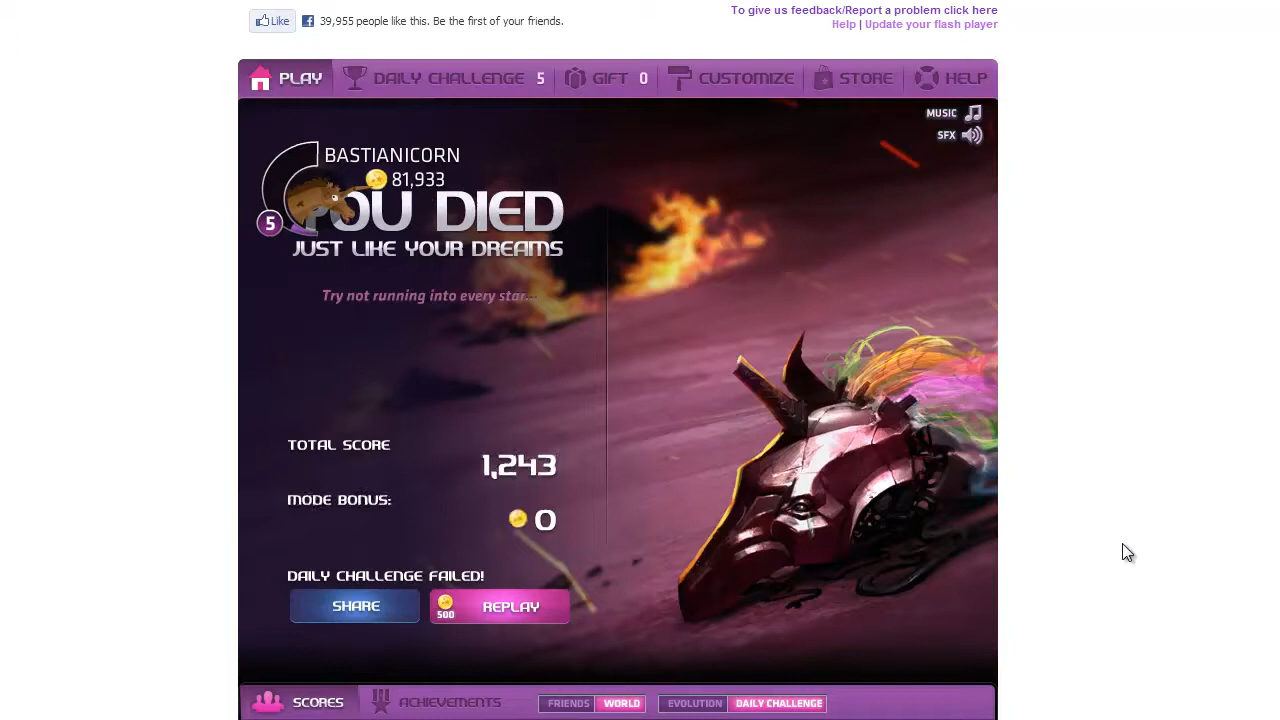 Like 39,955 people like this. Be the first of your friends.
To give us feedback/Report a problem click here
Help | Update your flash player
PLAY DAILY CHALLENGE 5 GIFT 0 CUSTOMIZE STORE HELP
MUSIC
SFX
BASTIANICORN
81,933
5
YOU DIED
JUST LIKE YOUR DREAMS
Try not running into every star...
TOTAL SCORE
1,243
MODE BONUS:
0
DAILY CHALLENGE FAILED!
SHARE 500 REPLAY
SCORES ACHIEVEMENTS FRIENDS WORLD EVOLUTION DAILY CHALLENGE